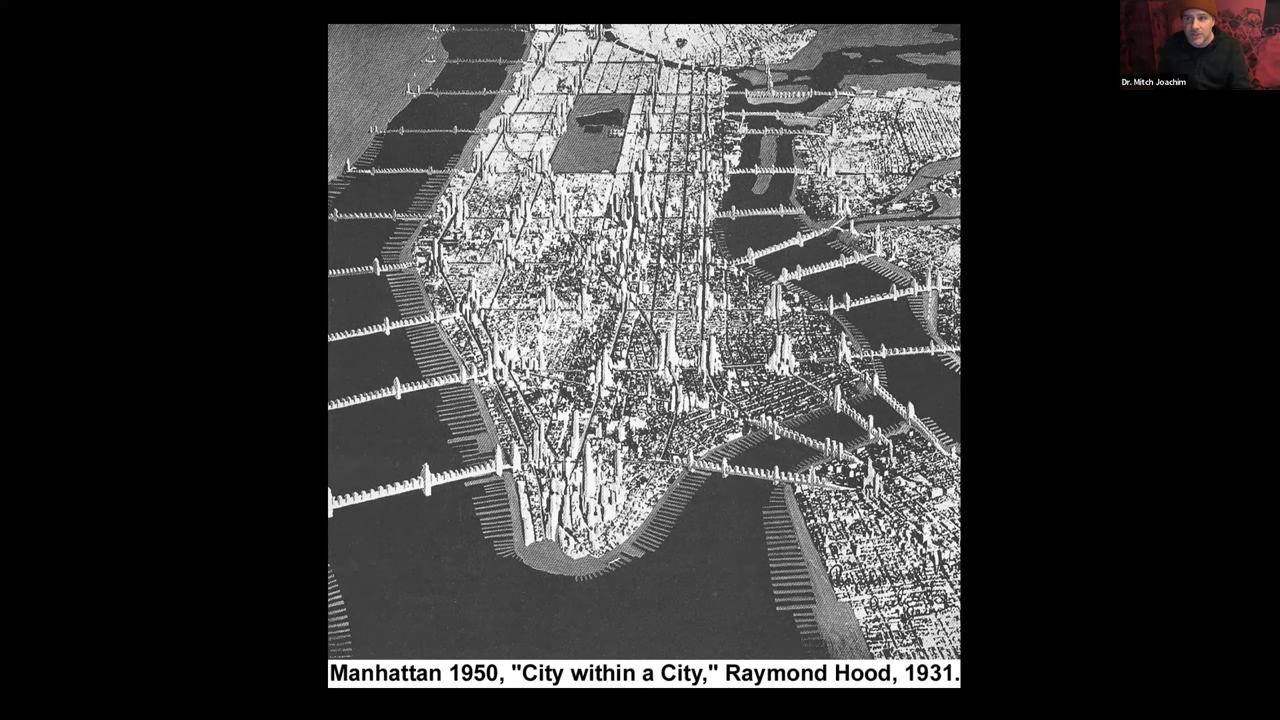 Dr. Mitch Joachim
Manhattan 1950, "City within a City," Raymond Hood, 1931.